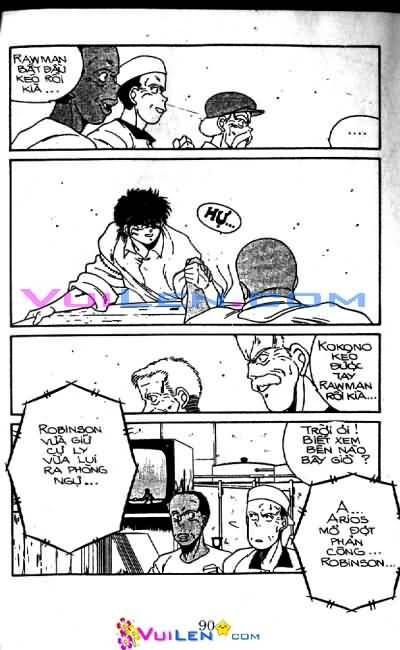 RAWMAN
BẮT ĐẦU
KÉO RỒI
KÌA...
....
HỰ...
VUILEN.COM
KOKONO
KÉO
ĐƯỢC
TAY
RAWMAN
RỒI KÌA...
ROBINSON
VỪA GIỮ
CỰ LY
VỪA LUI
RA PHÒNG
NGỰ...
TRỜI ƠI!
BIẾT XEM
BÊN NÀO
BÂY GIỜ?
A...
ARIOS
MỞ ĐỢT
PHẢN
CÔNG...
ROBINSON...
90
VUILEN.COM